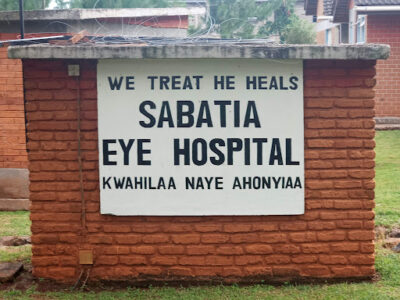 WE TREAT HE HEALS
SABATIA
EYE HOSPITAL
KWAHILAA NAYE AHONYIAA